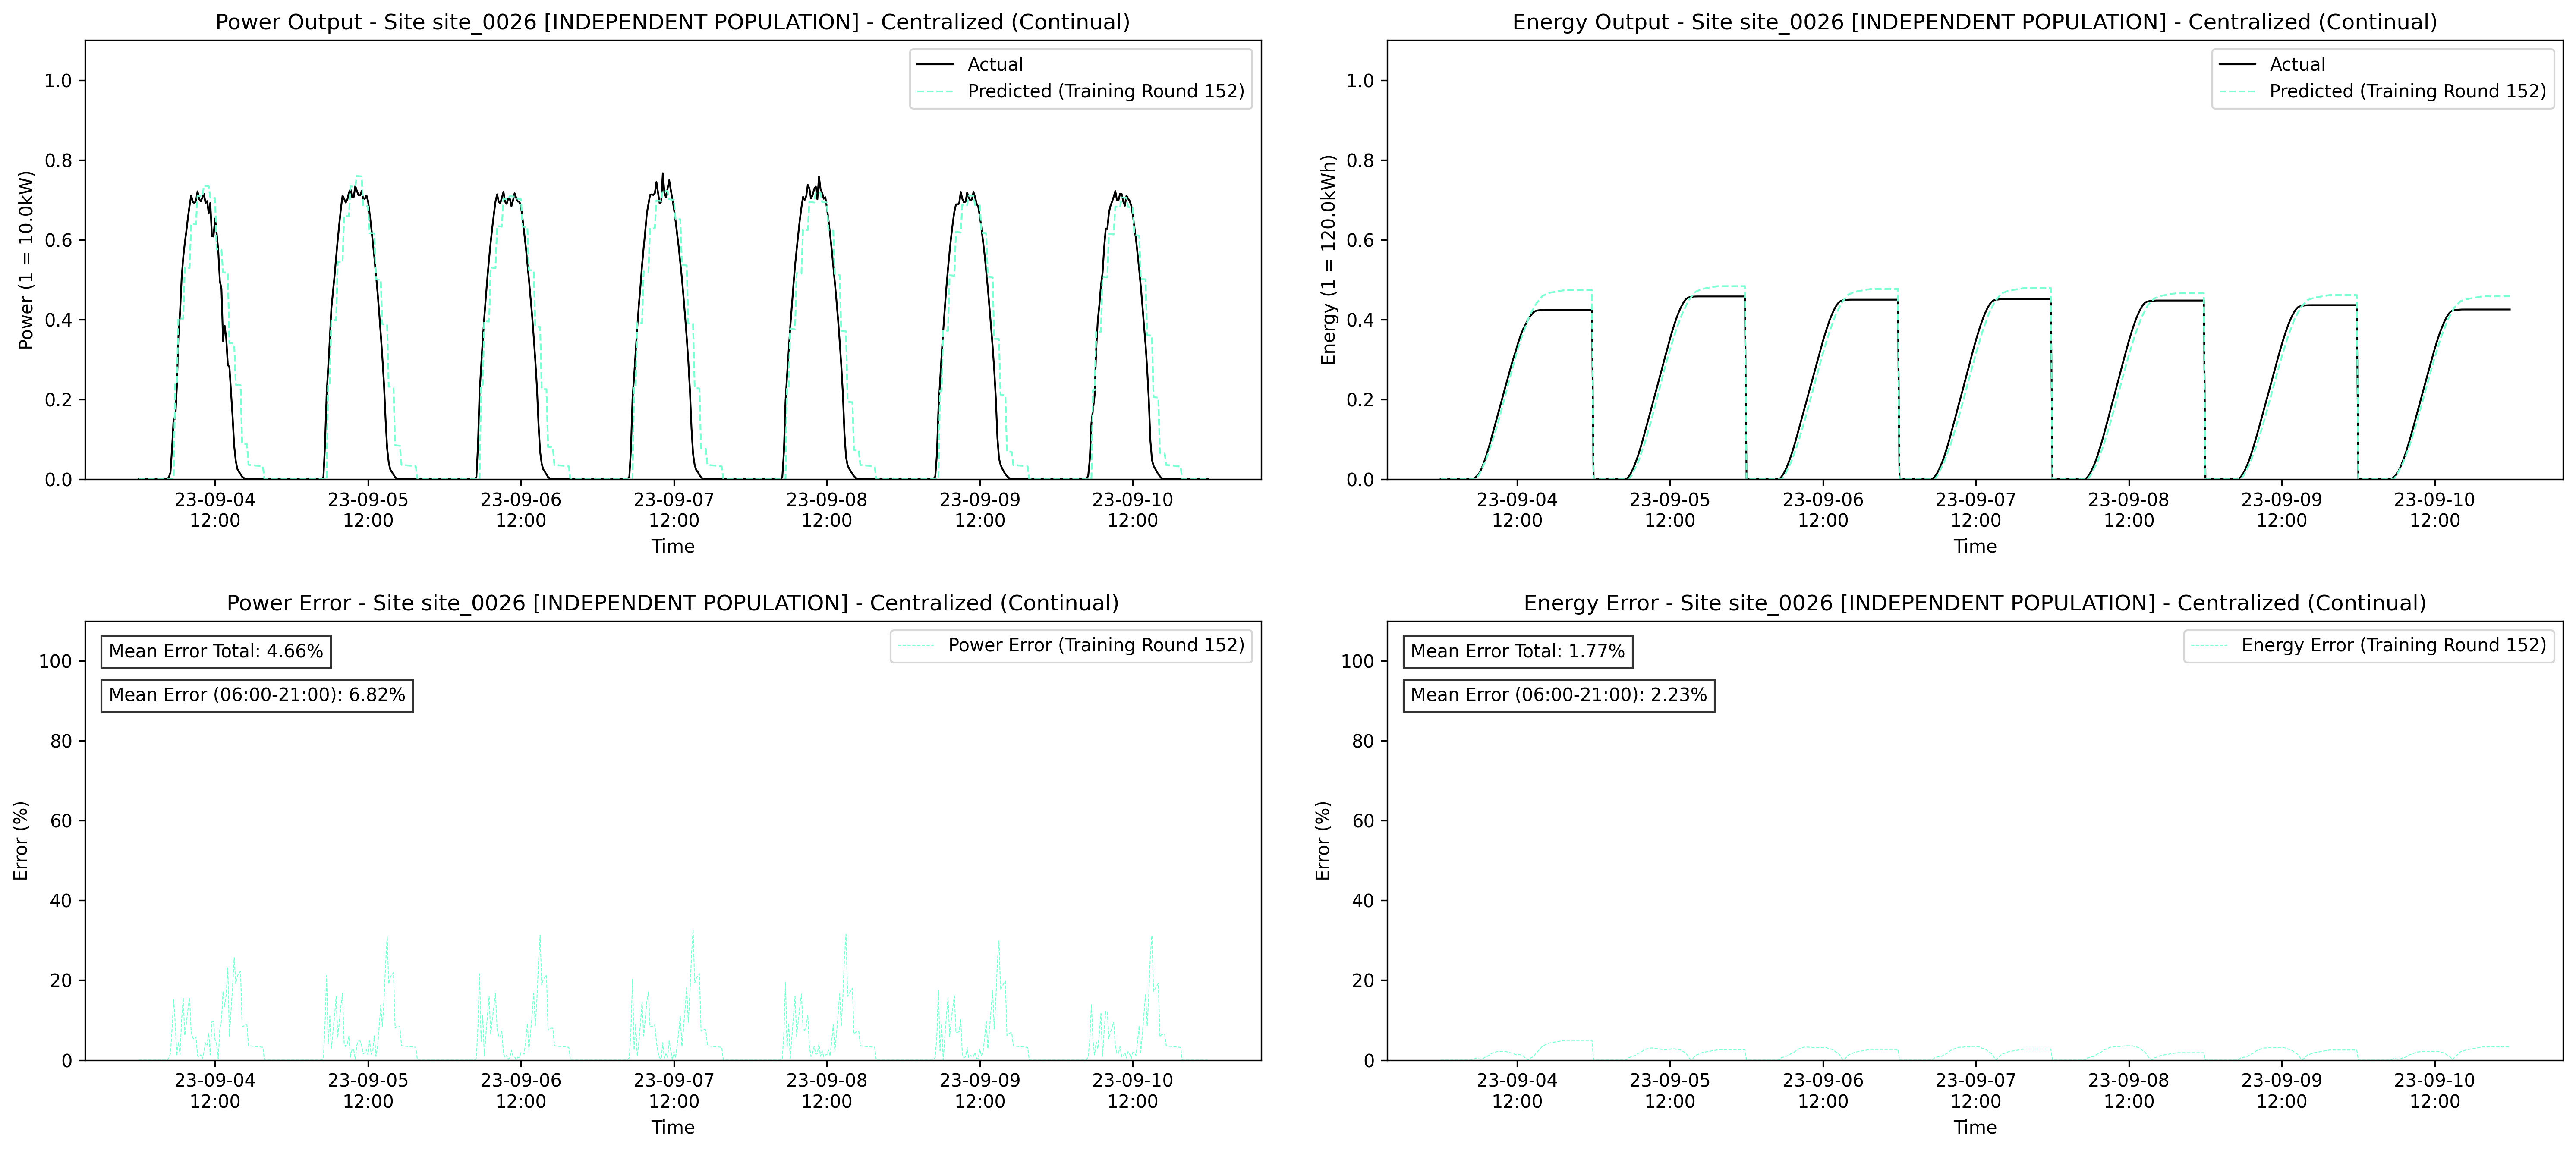 Power Output - Site site_0026 [INDEPENDENT POPULATION] - Centralized (Continual)
Actual
Predicted (Training Round 152)
Power (1 = 10.0kW)
1.0
0.8
0.6
0.4
0.2
0.0
23-09-04 23-09-05 23-09-06 23-09-07 23-09-08 23-09-09 23-09-10
12:00 12:00 12:00 12:00 12:00 12:00 12:00
Time
Energy Output - Site site_0026 [INDEPENDENT POPULATION] - Centralized (Continual)
Actual
Predicted (Training Round 152)
Energy (1 = 120.0kWh)
1.0
0.8
0.6
0.4
0.2
0.0
23-09-04 23-09-05 23-09-06 23-09-07 23-09-08 23-09-09 23-09-10
12:00 12:00 12:00 12:00 12:00 12:00 12:00
Time
Power Error - Site site_0026 [INDEPENDENT POPULATION] - Centralized (Continual)
Mean Error Total: 4.66%
Mean Error (06:00-21:00): 6.82%
Power Error (Training Round 152)
Error (%)
100
80
60
40
20
0
23-09-04 23-09-05 23-09-06 23-09-07 23-09-08 23-09-09 23-09-10
12:00 12:00 12:00 12:00 12:00 12:00 12:00
Time
Energy Error - Site site_0026 [INDEPENDENT POPULATION] - Centralized (Continual)
Mean Error Total: 1.77%
Mean Error (06:00-21:00): 2.23%
Energy Error (Training Round 152)
Error (%)
100
80
60
40
20
0
23-09-04 23-09-05 23-09-06 23-09-07 23-09-08 23-09-09 23-09-10
12:00 12:00 12:00 12:00 12:00 12:00 12:00
Time